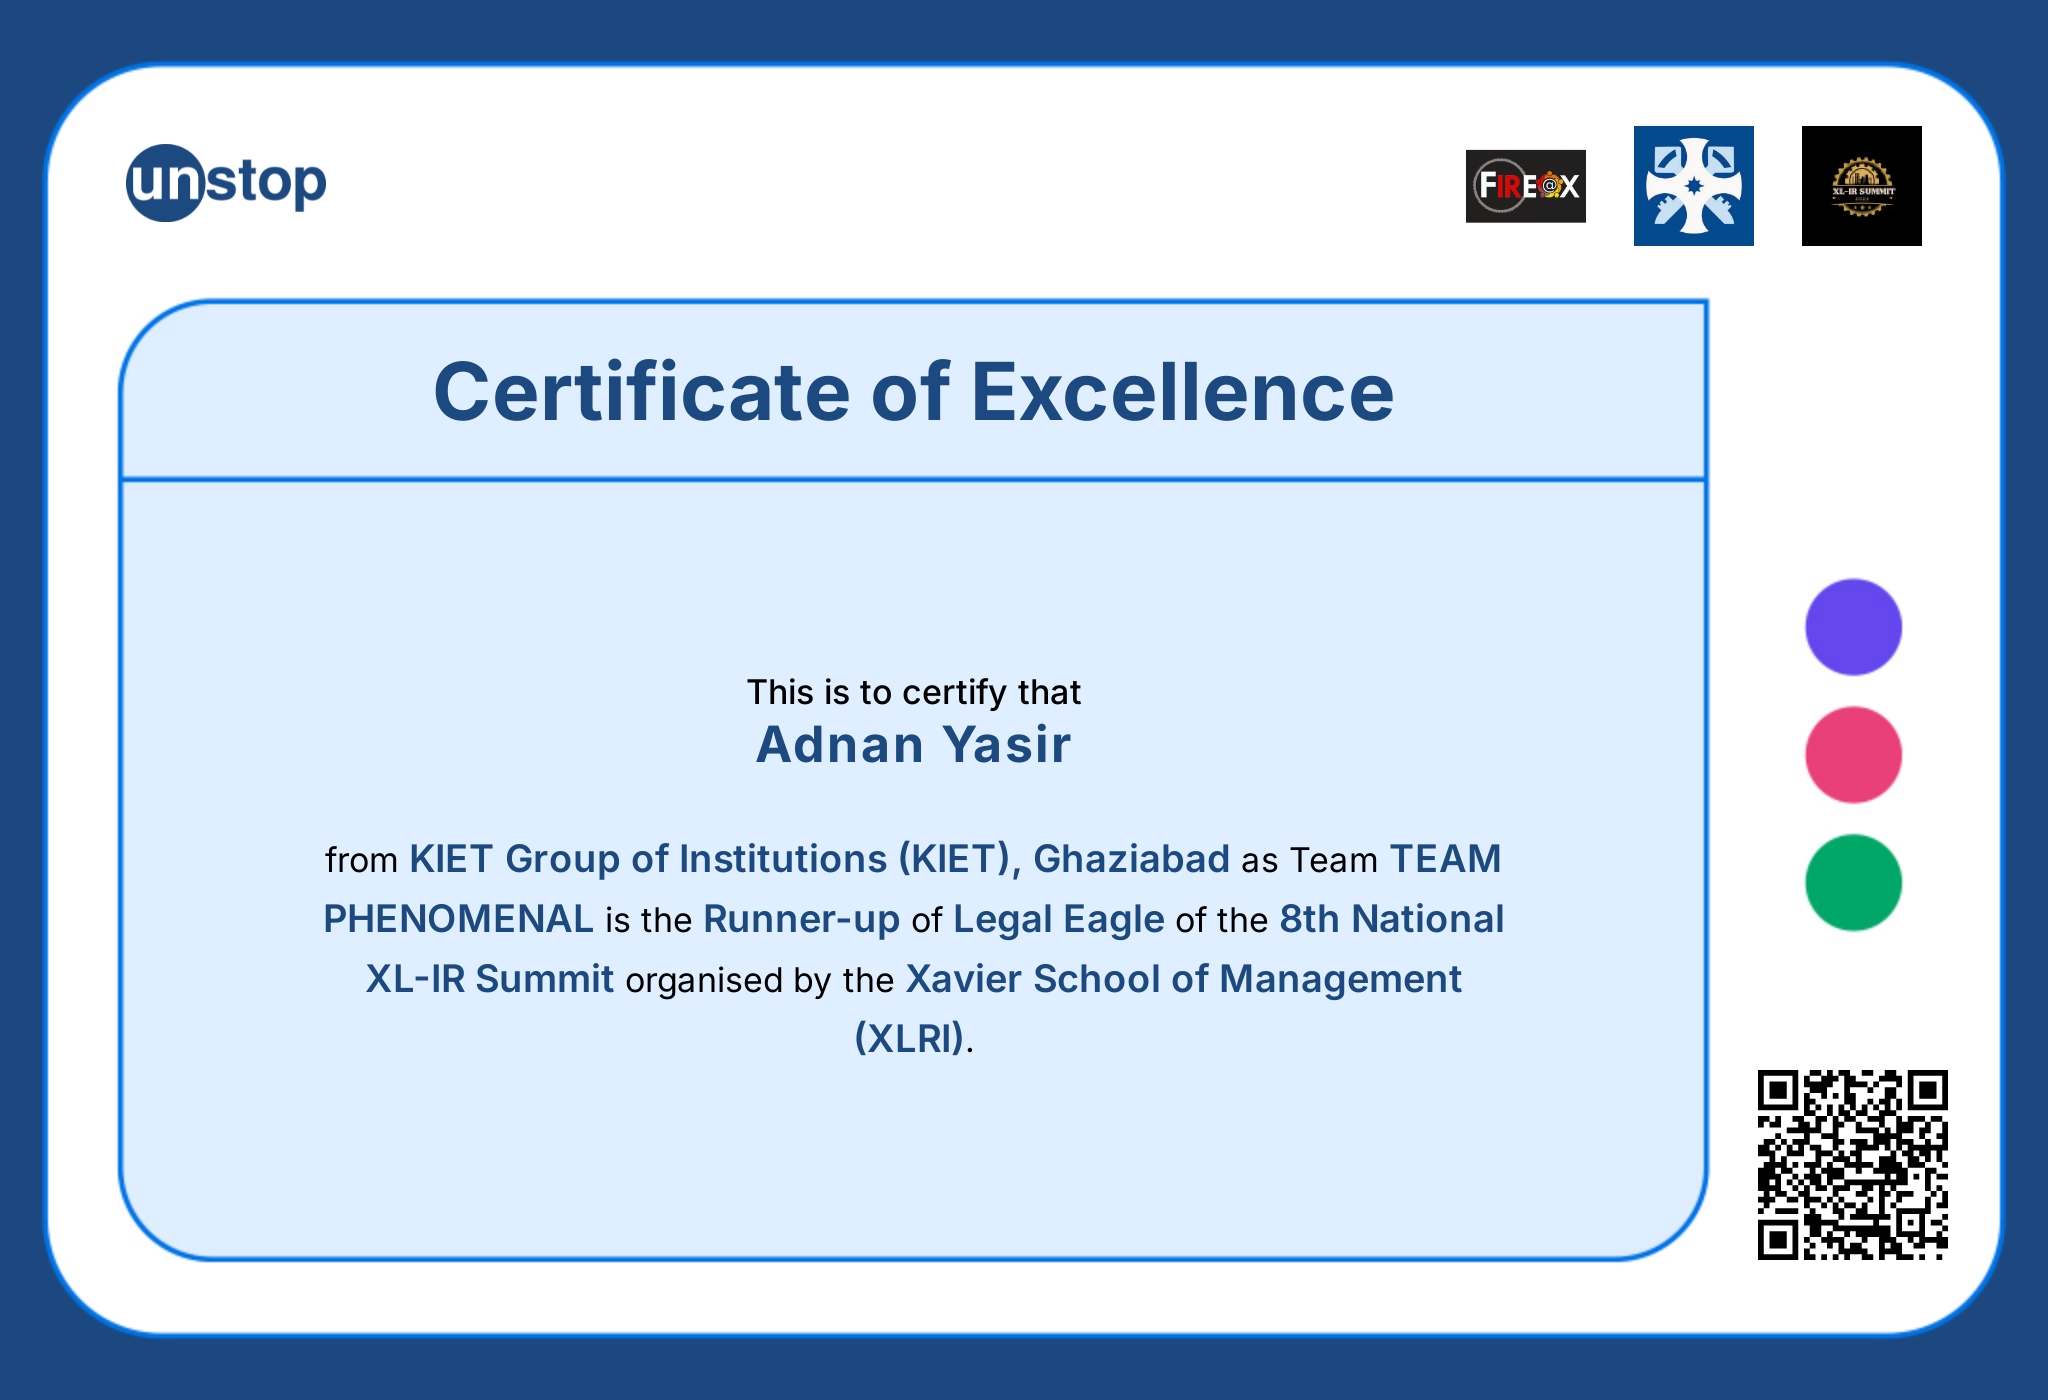 unstop
FIRE@X
XL-IR SUMMIT
Certificate of Excellence
This is to certify that
Adnan Yasir
from KIET Group of Institutions (KIET), Ghaziabad as Team TEAM
PHENOMENAL is the Runner-up of Legal Eagle of the 8th National
XL-IR Summit organised by the Xavier School of Management
(XLRI).